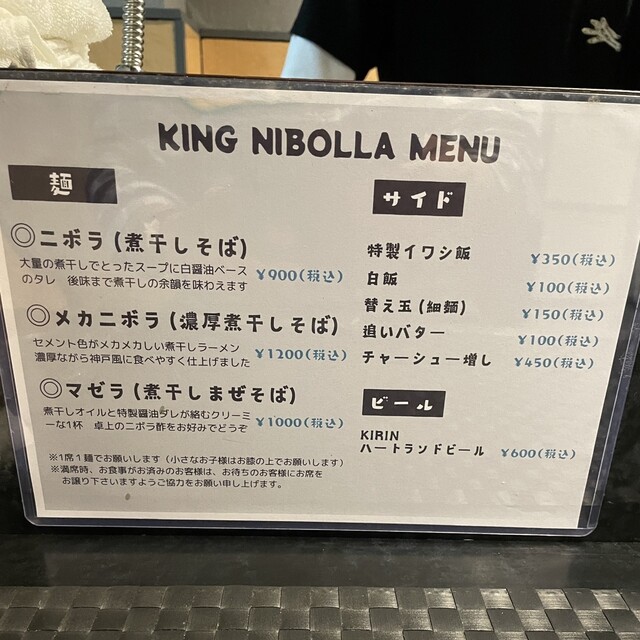 KING NIBOLLA MENU
麺
◎ニボラ(煮干しそば)
大量の煮干しでとったスープに白醤油ベース
のタレ 後味まで煮干しの余韻を味わえます
¥900(税込)
◎メカニボラ(濃厚煮干しそば)
セメント色がメカメカしい煮干しラーメン
濃厚ながら神戸風に食べやすく仕上げました
¥1200(税込)
◎マゼラ(煮干しまぜそば)
煮干しオイルと特製醤油ダレが絡むクリーミ
ーな1杯 卓上のニボラ酢をお好みでどうぞ
¥1000(税込)
※1席1麺でお願いします(小さなお子様はお膝の上でお願いします)
※満席時、お食事がお済みのお客様は、お待ちのお客様にお席を
お譲り下さいますようご協力をお願い申し上げます。
サイド
特製イワシ飯 ¥350(税込)
白飯 ¥100(税込)
替え玉(細麺) ¥150(税込)
追いバター ¥100(税込)
チャーシュー増し ¥450(税込)
ビール
KIRIN
ハートランドビール ¥600(税込)